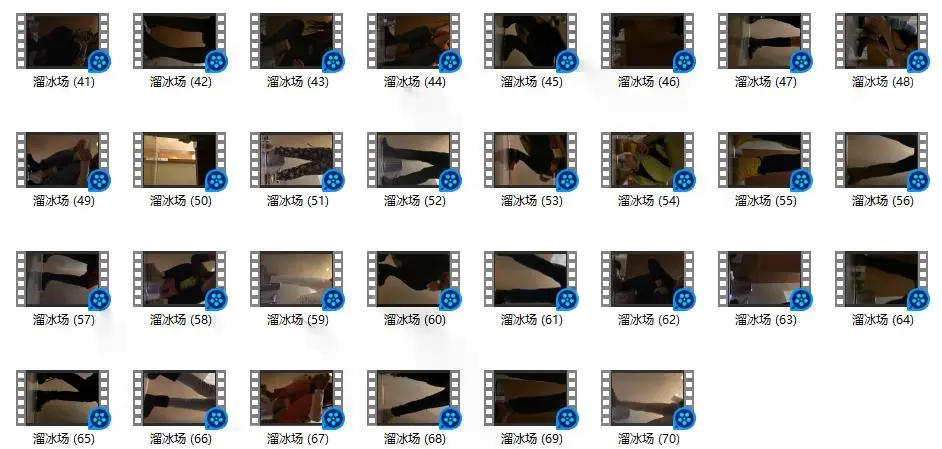 溜冰场 (41)
溜冰场 (42)
溜冰场 (43)
溜冰场 (44)
溜冰场 (45)
溜冰场 (46)
溜冰场 (47)
溜冰场 (48)
溜冰场 (49)
溜冰场 (50)
溜冰场 (51)
溜冰场 (52)
溜冰场 (53)
溜冰场 (54)
溜冰场 (55)
溜冰场 (56)
溜冰场 (57)
溜冰场 (58)
溜冰场 (59)
溜冰场 (60)
溜冰场 (61)
溜冰场 (62)
溜冰场 (63)
溜冰场 (64)
溜冰场 (65)
溜冰场 (66)
溜冰场 (67)
溜冰场 (68)
溜冰场 (69)
溜冰场 (70)